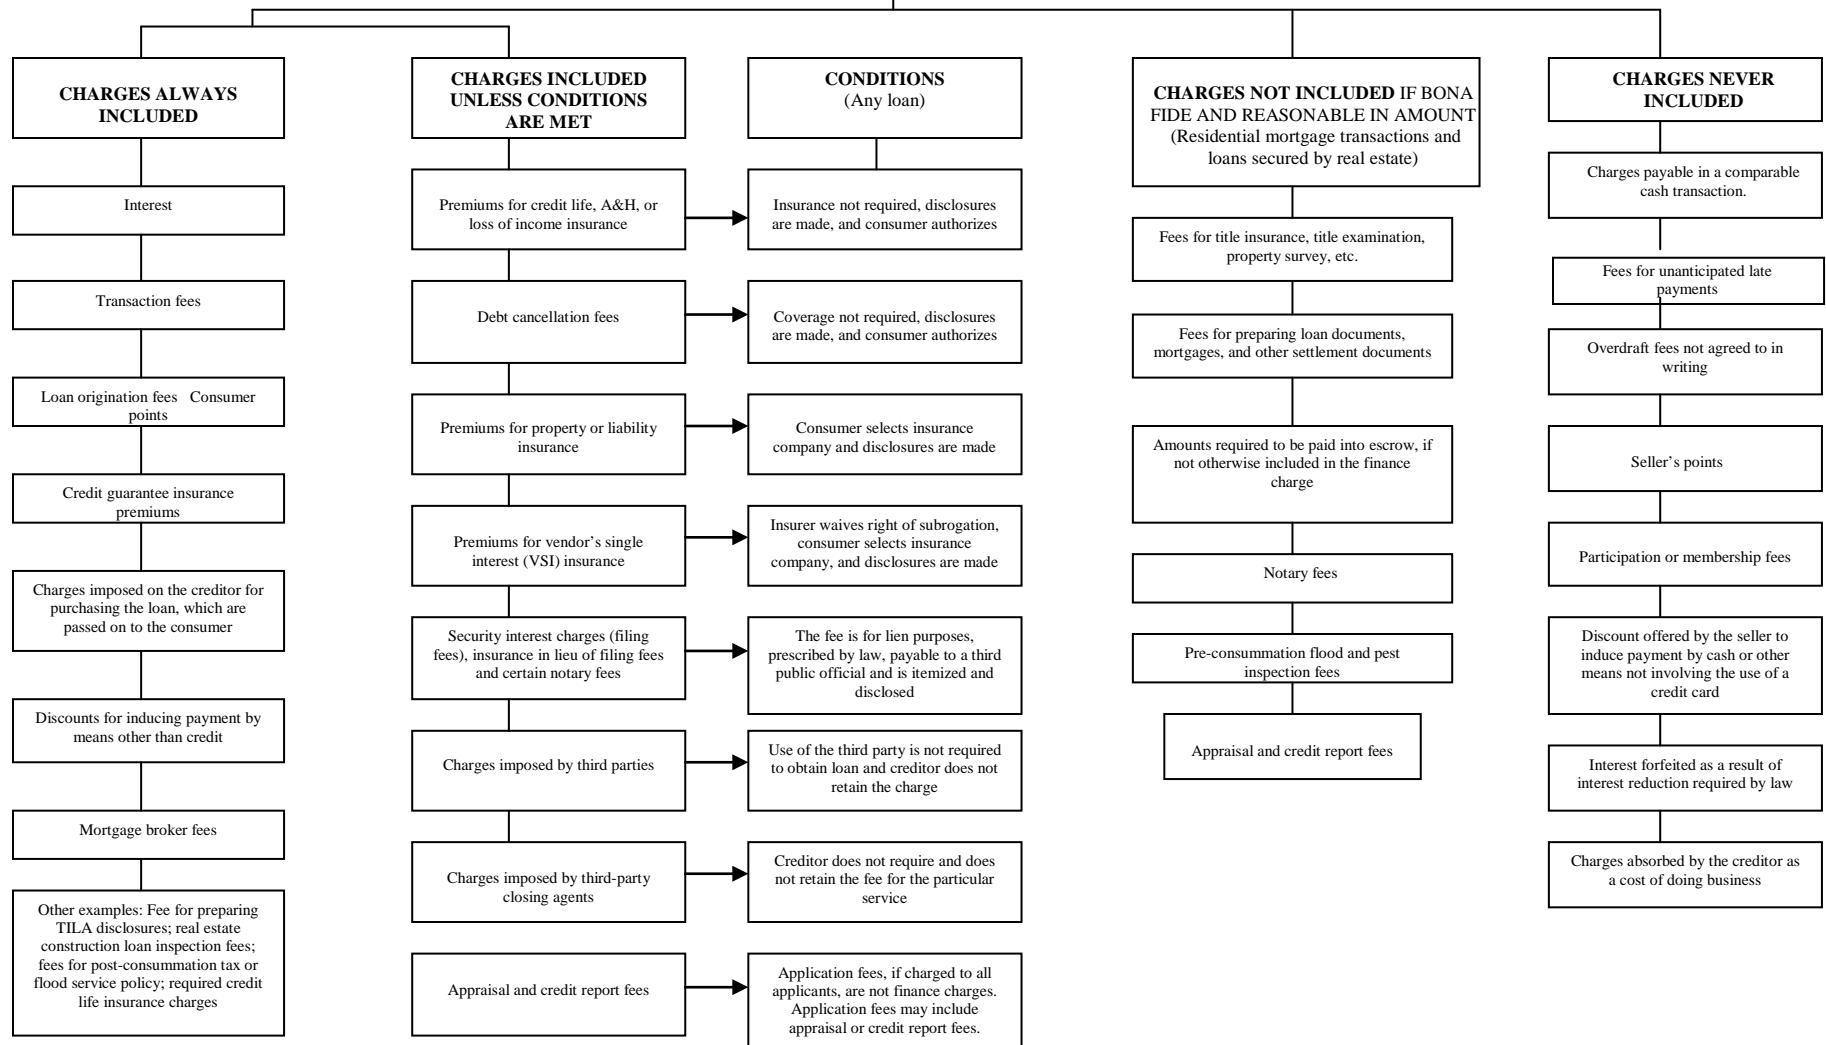 CHARGES ALWAYS
INCLUDED
Interest
Transaction fees
Loan origination fees Consumer
points
Credit guarantee insurance
premiums
Charges imposed on the creditor for
purchasing the loan, which are
passed on to the consumer
Discounts for inducing payment by
means other than credit
Mortgage broker fees
Other examples: Fee for preparing
TILA disclosures; real estate
construction loan inspection fees;
fees for post-consummation tax or
flood service policy; required credit
life insurance charges
CHARGES INCLUDED
UNLESS CONDITIONS
ARE MET
CONDITIONS
(Any loan)
Premiums for credit life, A&H, or
loss of income insurance
Insurance not required, disclosures
are made, and consumer authorizes
Debt cancellation fees
Coverage not required, disclosures
are made, and consumer authorizes
Premiums for property or liability
insurance
Consumer selects insurance
company and disclosures are made
Premiums for vendor's single
interest (VSI) insurance
Insurer waives right of subrogation,
consumer selects insurance
company, and disclosures are made
Security interest charges (filing
fees), insurance in lieu of filing fees
and certain notary fees
The fee is for lien purposes,
prescribed by law, payable to a third
public official and is itemized and
disclosed
Charges imposed by third parties
Use of the third party is not required
to obtain loan and creditor does not
retain the charge
Charges imposed by third-party
closing agents
Creditor does not require and does
not retain the fee for the particular
service
Appraisal and credit report fees
Application fees, if charged to all
applicants, are not finance charges.
Application fees may include
appraisal or credit report fees.
CHARGES NOT INCLUDED IF BONA
FIDE AND REASONABLE IN AMOUNT
(Residential mortgage transactions and
loans secured by real estate)
Fees for title insurance, title examination,
property survey, etc.
Fees for preparing loan documents,
mortgages, and other settlement documents
Amounts required to be paid into escrow, if
not otherwise included in the finance
charge
Notary fees
Pre-consummation flood and pest
inspection fees
Appraisal and credit report fees
CHARGES NEVER
INCLUDED
Charges payable in a comparable
cash transaction.
Fees for unanticipated late
payments
Overdraft fees not agreed to in
writing
Seller's points
Participation or membership fees
Discount offered by the seller to
induce payment by cash or other
means not involving the use of a
credit card
Interest forfeited as a result of
interest reduction required by law
Charges absorbed by the creditor as
a cost of doing business